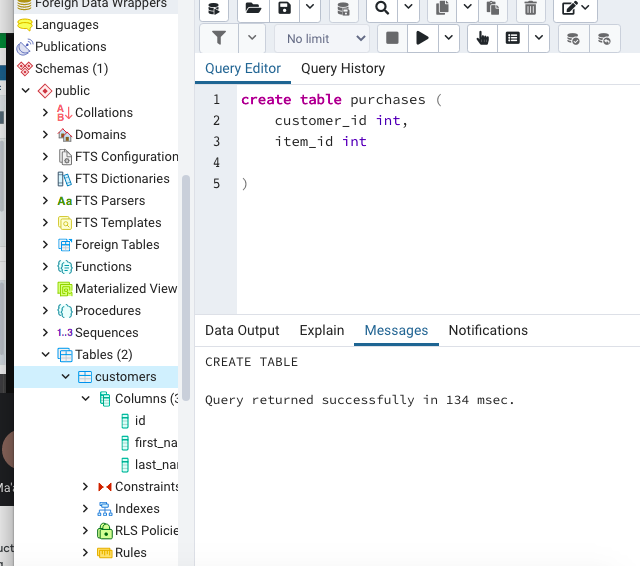 Foreign Data Wrappers
Languages
Publications
Schemas (1)
public
Collations
Domains
FTS Configuration
FTS Dictionaries
FTS Parsers
FTS Templates
Foreign Tables
Functions
Materialized View
Procedures
1..3 Sequences
Tables (2)
customers
Columns (3
id
first_na
last_nar
Constraints
Indexes
RLS Policie
Rules
No limit
Query Editor Query History
1 create table purchases (
2 customer_id int,
3 item_id int
4
5 )
Data Output Explain Messages Notifications
CREATE TABLE
Query returned successfully in 134 msec.